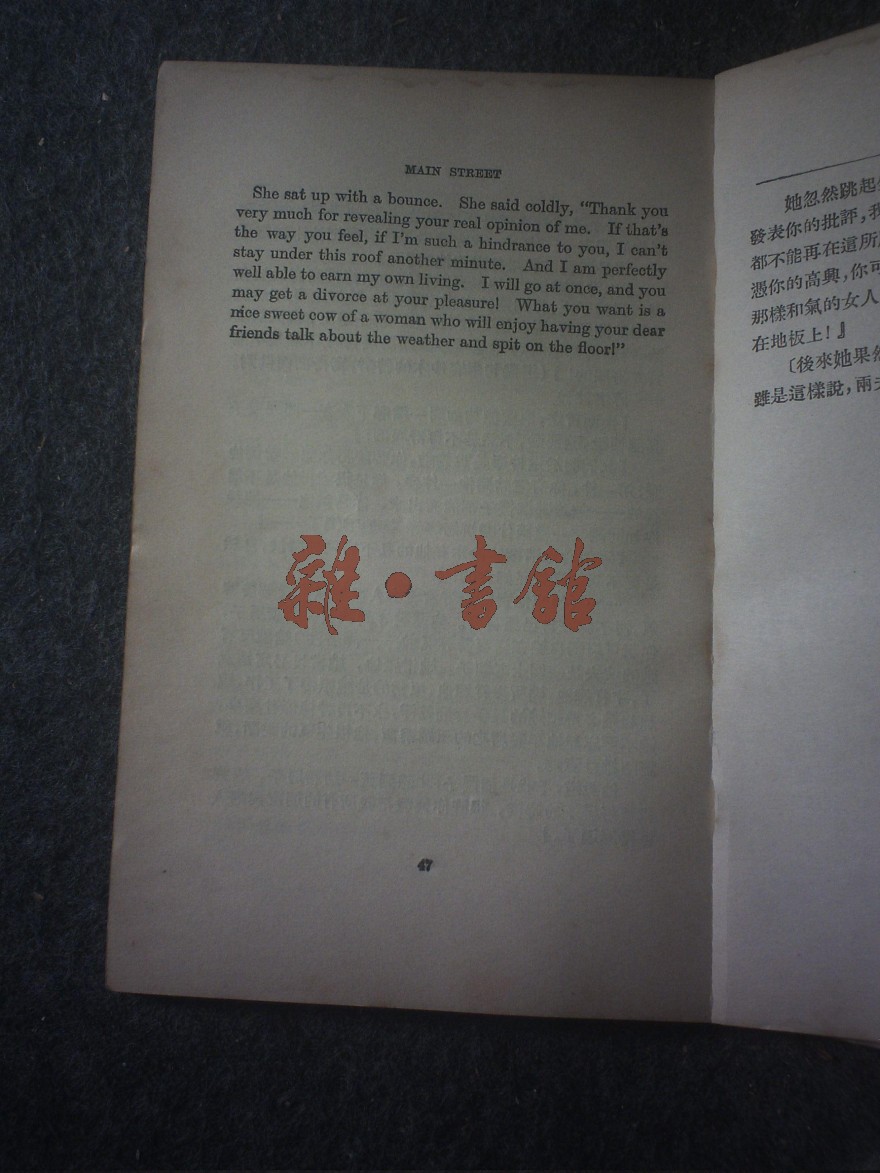 MAIN STREET
She sat up with a bounce. She said coldly, “Thank you
very much for revealing your real opinion of me. If that’s
the way you feel, if I’m such a hindrance to you, I can’t
stay under this roof another minute. And I am perfectly
well able to earn my own living. I will go at once, and you
may get a divorce at your pleasure! What you want is a
nice sweet cow of a woman who will enjoy having your dear
friends talk about the weather and spit on the floor!”
雜·書館
47
她忽然跳起
發表你的批評，我
都不能再在這所
憑你的高興，你可
那樣和氣的女人
在地板上！』
〔後來她果然
雖是這樣說，兩夫